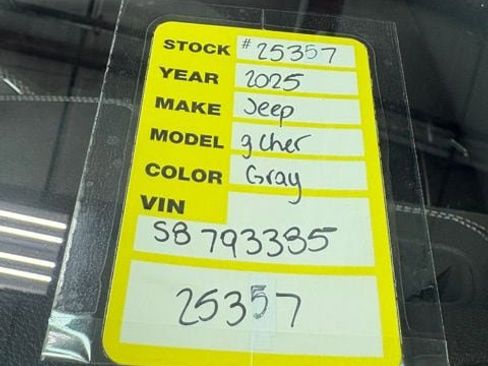 STOCK #25357
YEAR 2025
MAKE Jeep
MODEL g cher
COLOR Gray
VIN
S8793385
25357